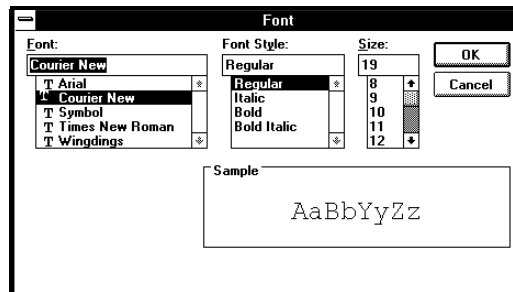 Font
Font:
Font Style:
Size:
Courier New
Regular
19
OK
Cancel
T Arial
T Courier New
T Symbol
T Times New Roman
T Wingdings
Regular
Italic
Bold
Bold Italic
8
9
10
11
12
Sample
AaBbYyZz